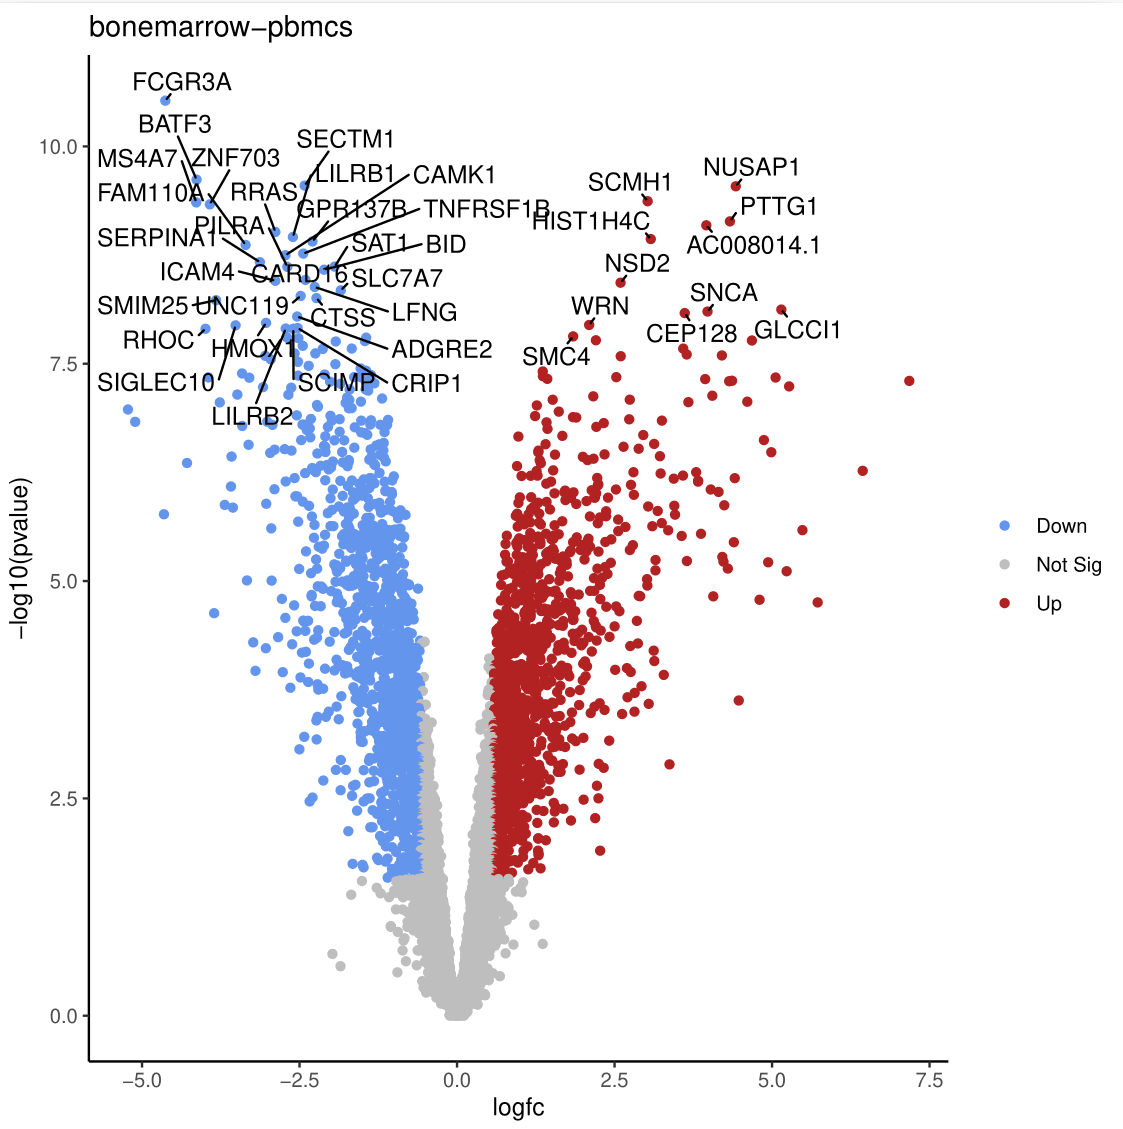 bonemarrow−pbmcs
FCGR3A
BATF3
SECTM1
MS4A7
ZNF703
LILRB1
CAMK1
NUSAP1
SCMH1
FAM110A
RRAS
GPR137B
TNFRSF1B
HIST1H4C
PTTG1
PILRA
SERPINA1
SAT1
BID
AC008014.1
ICAM4
CARD16
SLC7A7
NSD2
SMIM25
UNC119
CTSS
LFNG
WRN
SNCA
RHOC
HMOX1
ADGRE2
SMC4
CEP128
GLCCI1
SIGLEC10
SCIMP
CRIP1
LILRB2
10.0
7.5
5.0
2.5
0.0
−log10(pvalue)
−5.0
−2.5
0.0
2.5
5.0
7.5
logfc
Down
Not Sig
Up